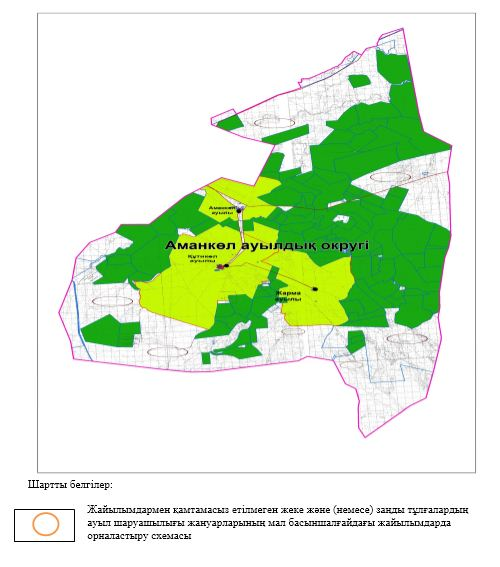 Аманкөл
ауылы
Аманкөл ауылдық округі
Құтикөл
ауылы
Жарма
ауылы
Шартты белгілер:
Жайылымдармен қамтамасыз етілмеген жеке және (немесе) заңды тұлғалардың
ауыл шаруашылығы жануарларының мал басыншалғайдағы жайылымдарда
орналастыру схемасы